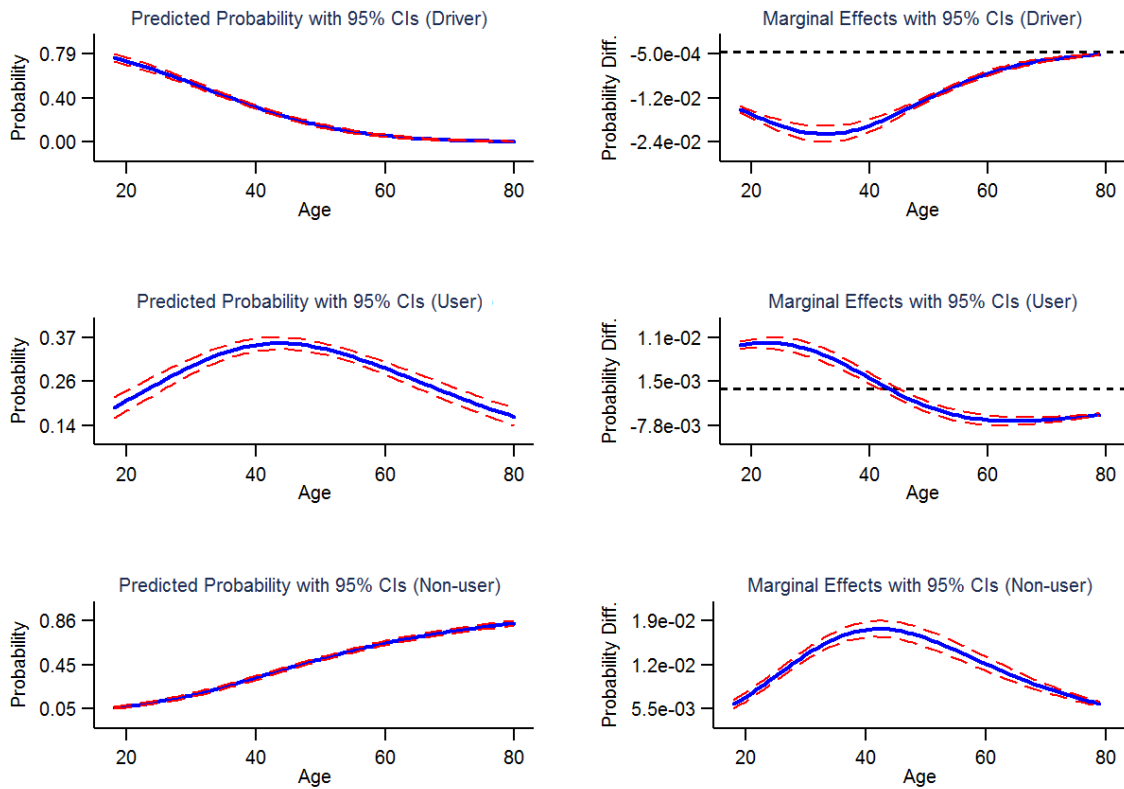 Predicted Probability with 95% CIs (Driver)
Probability
0.79
0.40
0.00
20 40 60 80
Age
Marginal Effects with 95% CIs (Driver)
Probability Diff.
-5.0e-04
-1.2e-02
-2.4e-02
20 40 60 80
Age
Predicted Probability with 95% CIs (User)
Probability
0.37
0.26
0.14
20 40 60 80
Age
Marginal Effects with 95% CIs (User)
Probability Diff.
1.1e-02
1.5e-03
-7.8e-03
20 40 60 80
Age
Predicted Probability with 95% CIs (Non-user)
Probability
0.86
0.45
0.05
20 40 60 80
Age
Marginal Effects with 95% CIs (Non-user)
Probability Diff.
1.9e-02
1.2e-02
5.5e-03
20 40 60 80
Age